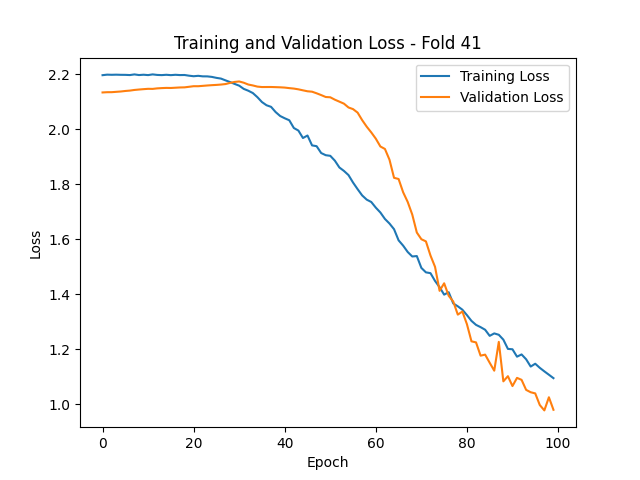 Training and Validation Loss - Fold 41
Training Loss
Validation Loss
Loss
2.2
2.0
1.8
1.6
1.4
1.2
1.0
0 20 40 60 80 100
Epoch